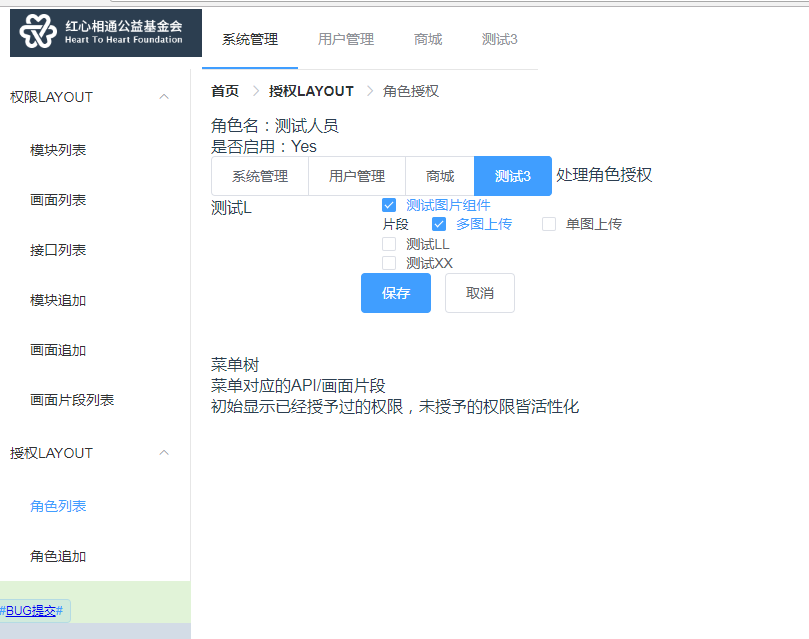 红心相通公益基金会
Heart To Heart Foundation
系统管理 用户管理 商城 测试3
权限LAYOUT
模块列表
画面列表
接口列表
模块追加
画面追加
画面片段列表
授权LAYOUT
角色列表
角色追加
#BUG提交#
首页 > 授权LAYOUT > 角色授权
角色名：测试人员
是否启用：Yes
系统管理 用户管理 商城 测试3 处理角色授权
测试L 测试图片组件
片段 多图上传 单图上传
测试LL
测试XX
保存 取消
菜单树
菜单对应的API/画面片段
初始显示已经授予过的权限，未授予的权限皆活性化